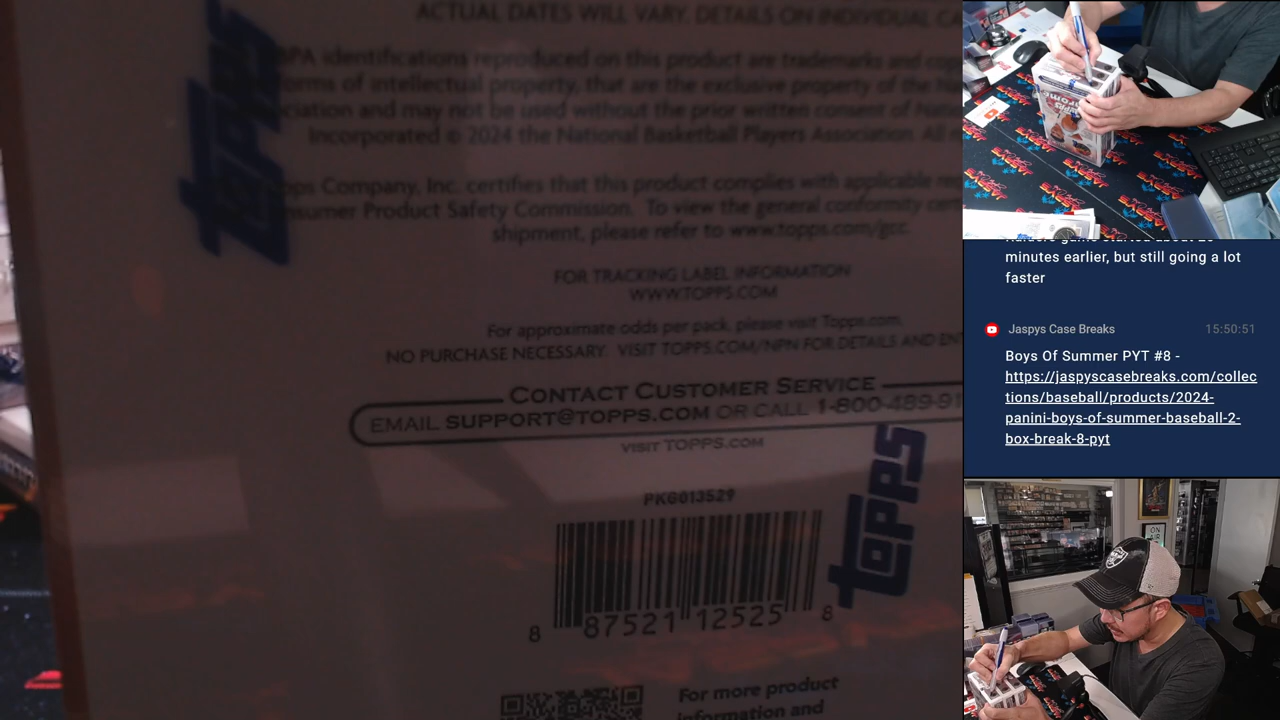 ACTUAL DATES WILL VARY. DETAILS ON INDIVIDUAL CA
PA identifications reproduced on this product are trademarks and cop
of intellectual property, that are the exclusive property of the
and may not be used without the prior written consent of
Incorporated © 2024 the National Basketball Players Association. All
Company, Inc. certifies that this product complies with applicable
Product Safety Commission. To view the general conformity
shipment, please refer to www.topps.com/gcc.
FOR TRACKING LABEL INFORMATION
WWW.TOPPS.COM
For approximate odds per pack, please visit Topps.com.
NO PURCHASE NECESSARY. VISIT TOPPS.COM/NPN FOR DETAILS AND
CONTACT CUSTOMER SERVICE
EMAIL SUPPORT@TOPPS.COM OR CALL 1-800-489-91
VISIT TOPPS.COM
PKG013529
8 87521 12525 8
For more product
information and
topps
topps
minutes earlier, but still going a lot
faster
Jaspys Case Breaks 15:50:51
Boys Of Summer PYT #8 -
https://jaspyscasebreaks.com/collec
tions/baseball/products/2024-
panini-boys-of-summer-baseball-2-
box-break-8-pyt